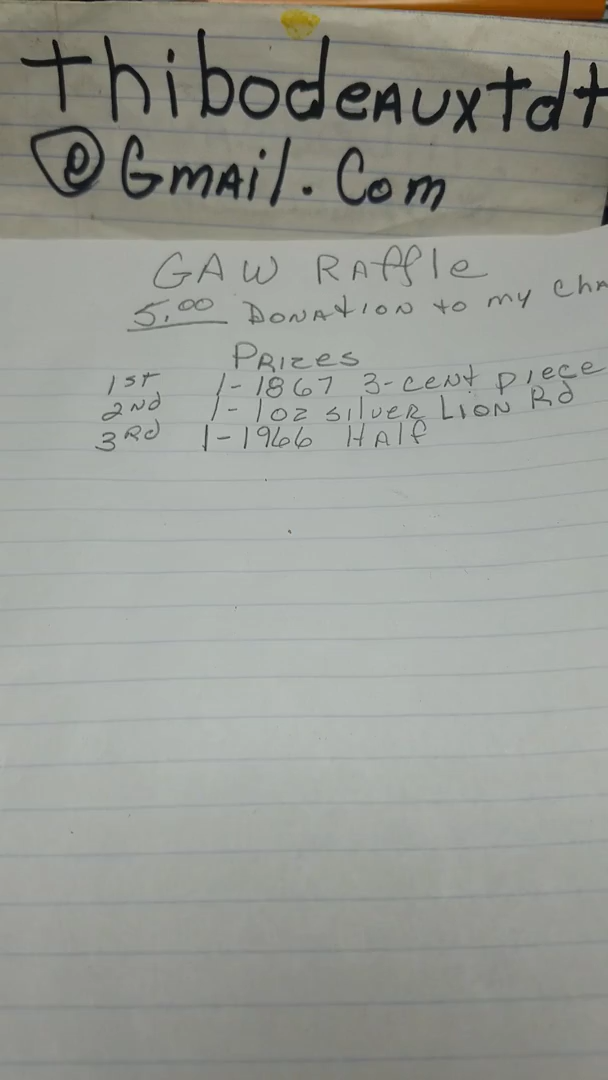 thibodeauxtdt
@Gmail.Com
GAW Raffle
5.00 Donation to my Cha
Prizes
1st 1-1867 3-cent piece
2nd 1-1oz silver Lion Rd
3Rd 1-1966 Half